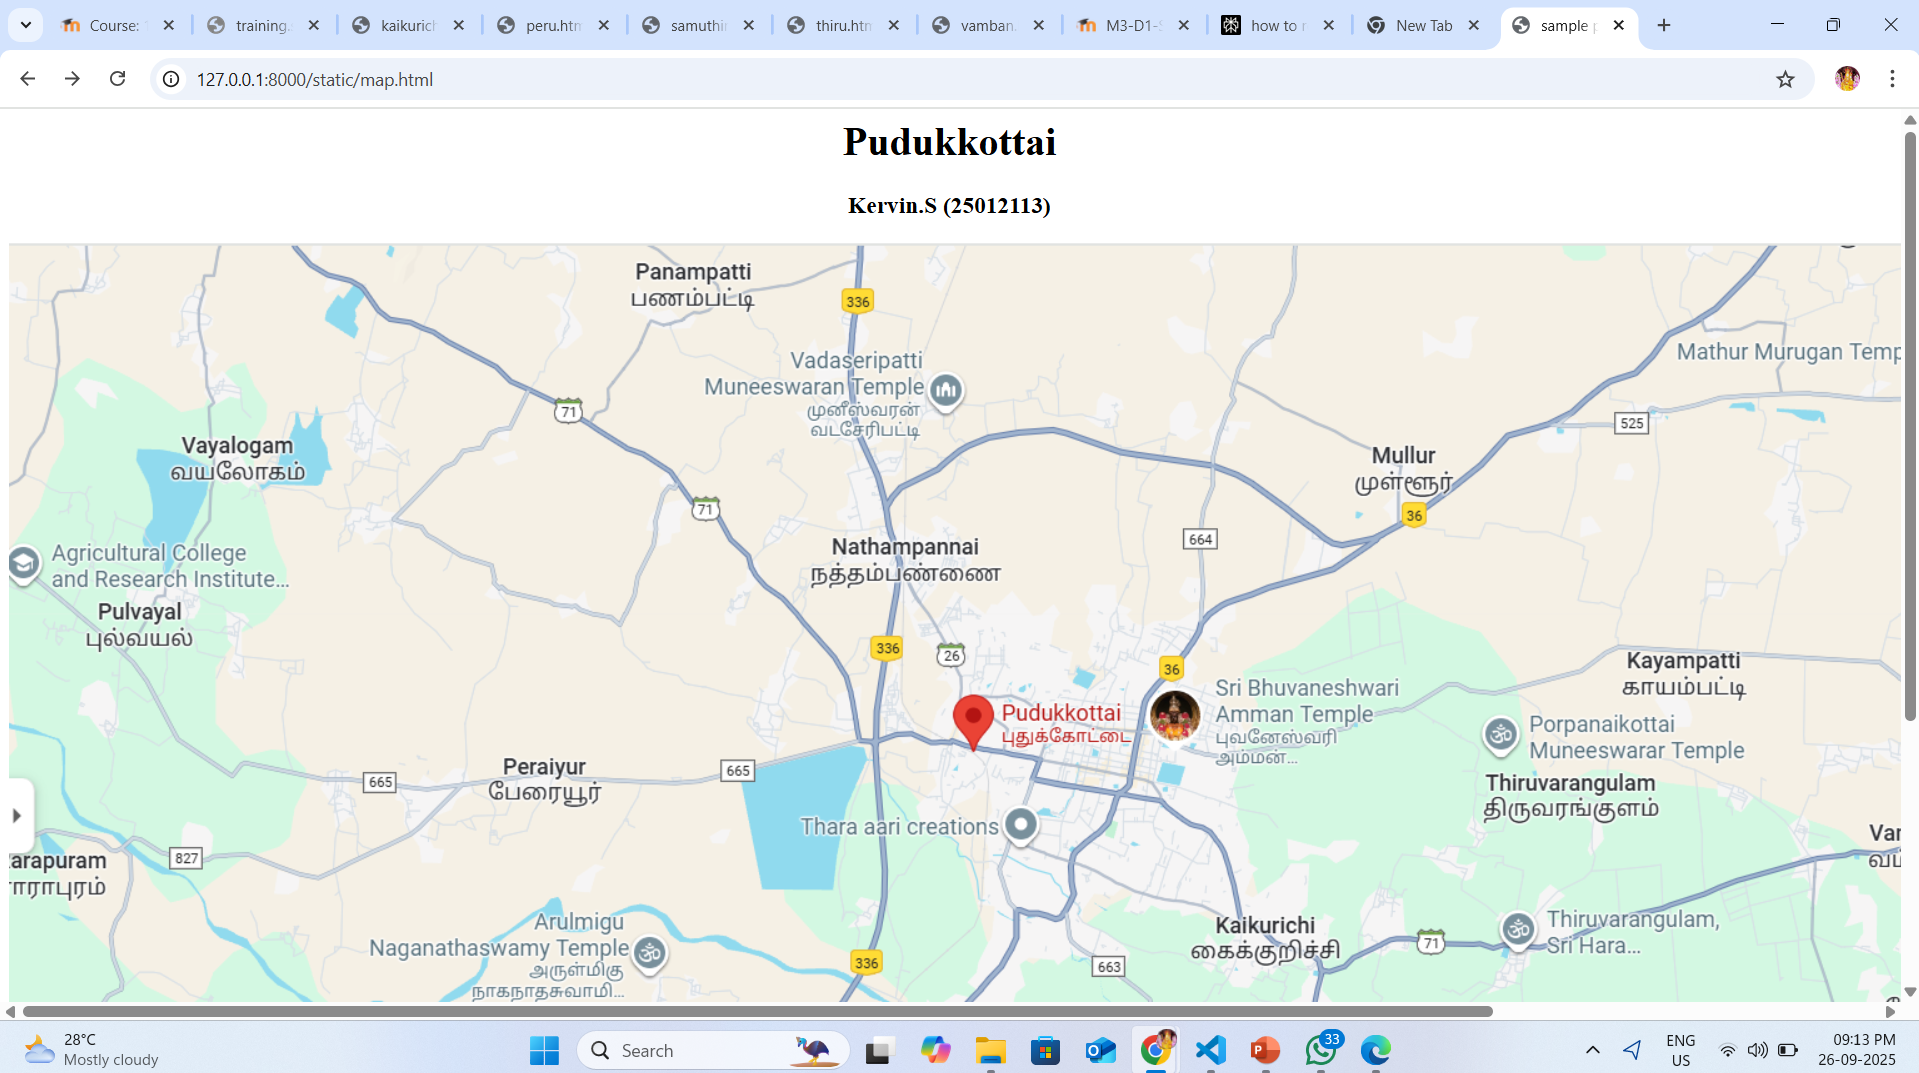 Course: 
training.
kaikurich
peru.htm
samuthir
thiru.htm
vamban.
M3-D1-S
how to r
New Tab
sample p
127.0.0.1:8000/static/map.html
Pudukkottai
Kervin.S (25012113)
Panampatti
பணம்பட்டி
336
Vadaseripatti
Muneeswaran Temple
முனீஸ்வரன்
வடசேரிபட்டி
Mathur Murugan Temp
71
525
Vayalogam
வயலோகம்
Mullur
முள்ளூர்
71
36
664
Agricultural College
and Research Institute...
Nathampannai
நத்தம்பண்ணை
Pulvayal
புல்வயல்
336
26
36
Kayampatti
காயம்பட்டி
Sri Bhuvaneshwari
Amman Temple
புவனேஸ்வரி
அம்மன்...
Pudukkottai
புதுக்கோட்டை
Porpanaikottai
Muneeswarar Temple
Peraiyur
பேரையூர்
665
665
Thiruvarangulam
திருவரங்குளம்
Thara aari creations
827
arapuram
ராராபுரம்
Var
வட
Arulmigu
Naganathaswamy Temple
அருள்மிகு
நாகநாதசுவாமி...
336
Kaikurichi
கைக்குறிச்சி
663
71
Thiruvarangulam,
Sri Hara...
28°C
Mostly cloudy
Search
33
ENG
US
09:13 PM
26-09-2025